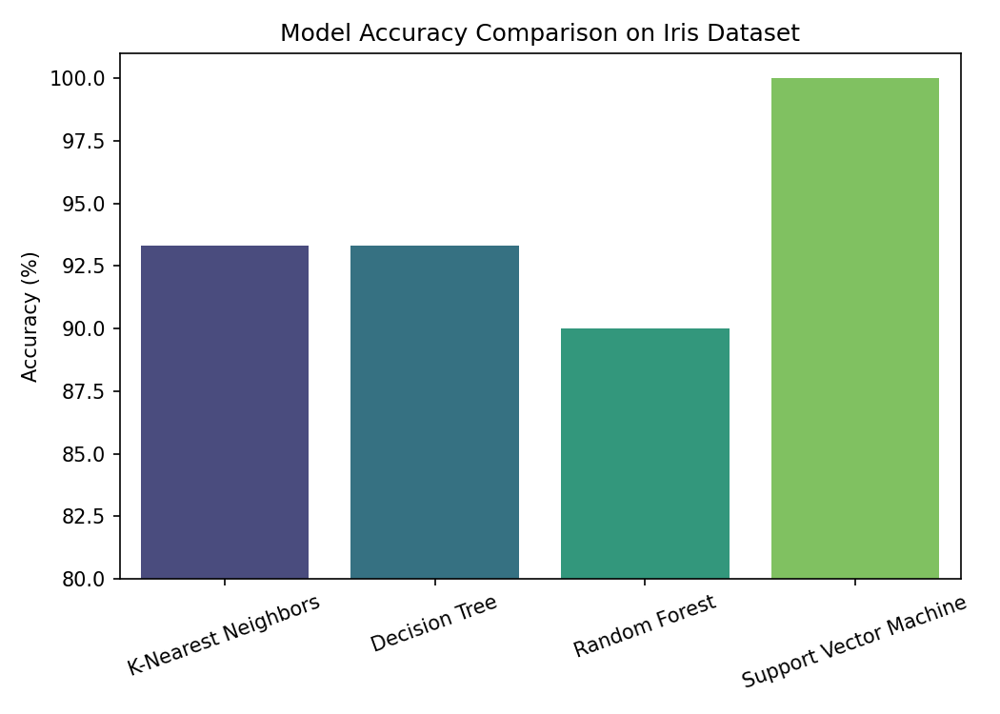 Model Accuracy Comparison on Iris Dataset
Accuracy (%)
100.0
97.5
95.0
92.5
90.0
87.5
85.0
82.5
80.0
K-Nearest Neighbors
Decision Tree
Random Forest
Support Vector Machine